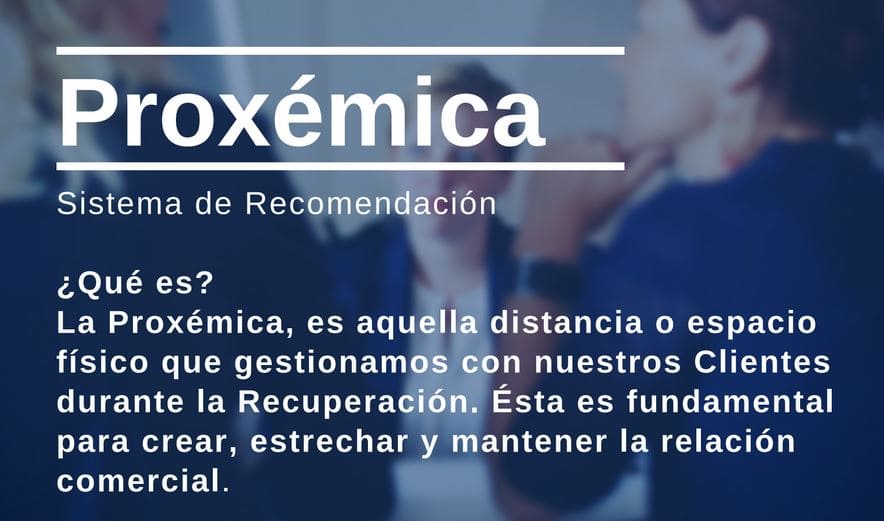 Proxémica
Sistema de Recomendación
¿Qué es?
La Proxémica, es aquella distancia o espacio
físico que gestionamos con nuestros Clientes
durante la Recuperación. Ésta es fundamental
para crear, estrechar y mantener la relación
comercial.